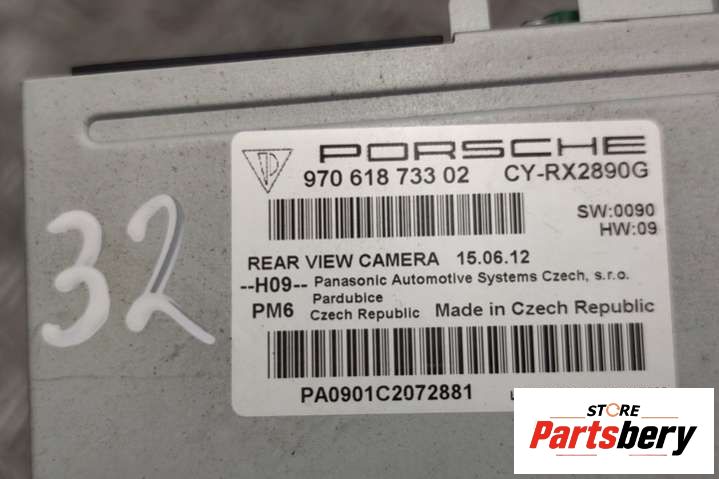 PORSCHE
970 618 733 02 CY-RX2890G
SW:0090
HW:09
REAR VIEW CAMERA 15.06.12
--H09-- Panasonic Automotive Systems Czech, s.r.o.
Pardubice
PM6 Czech Republic Made in Czech Republic
PA0901C2072881
32
STORE
Partsbery